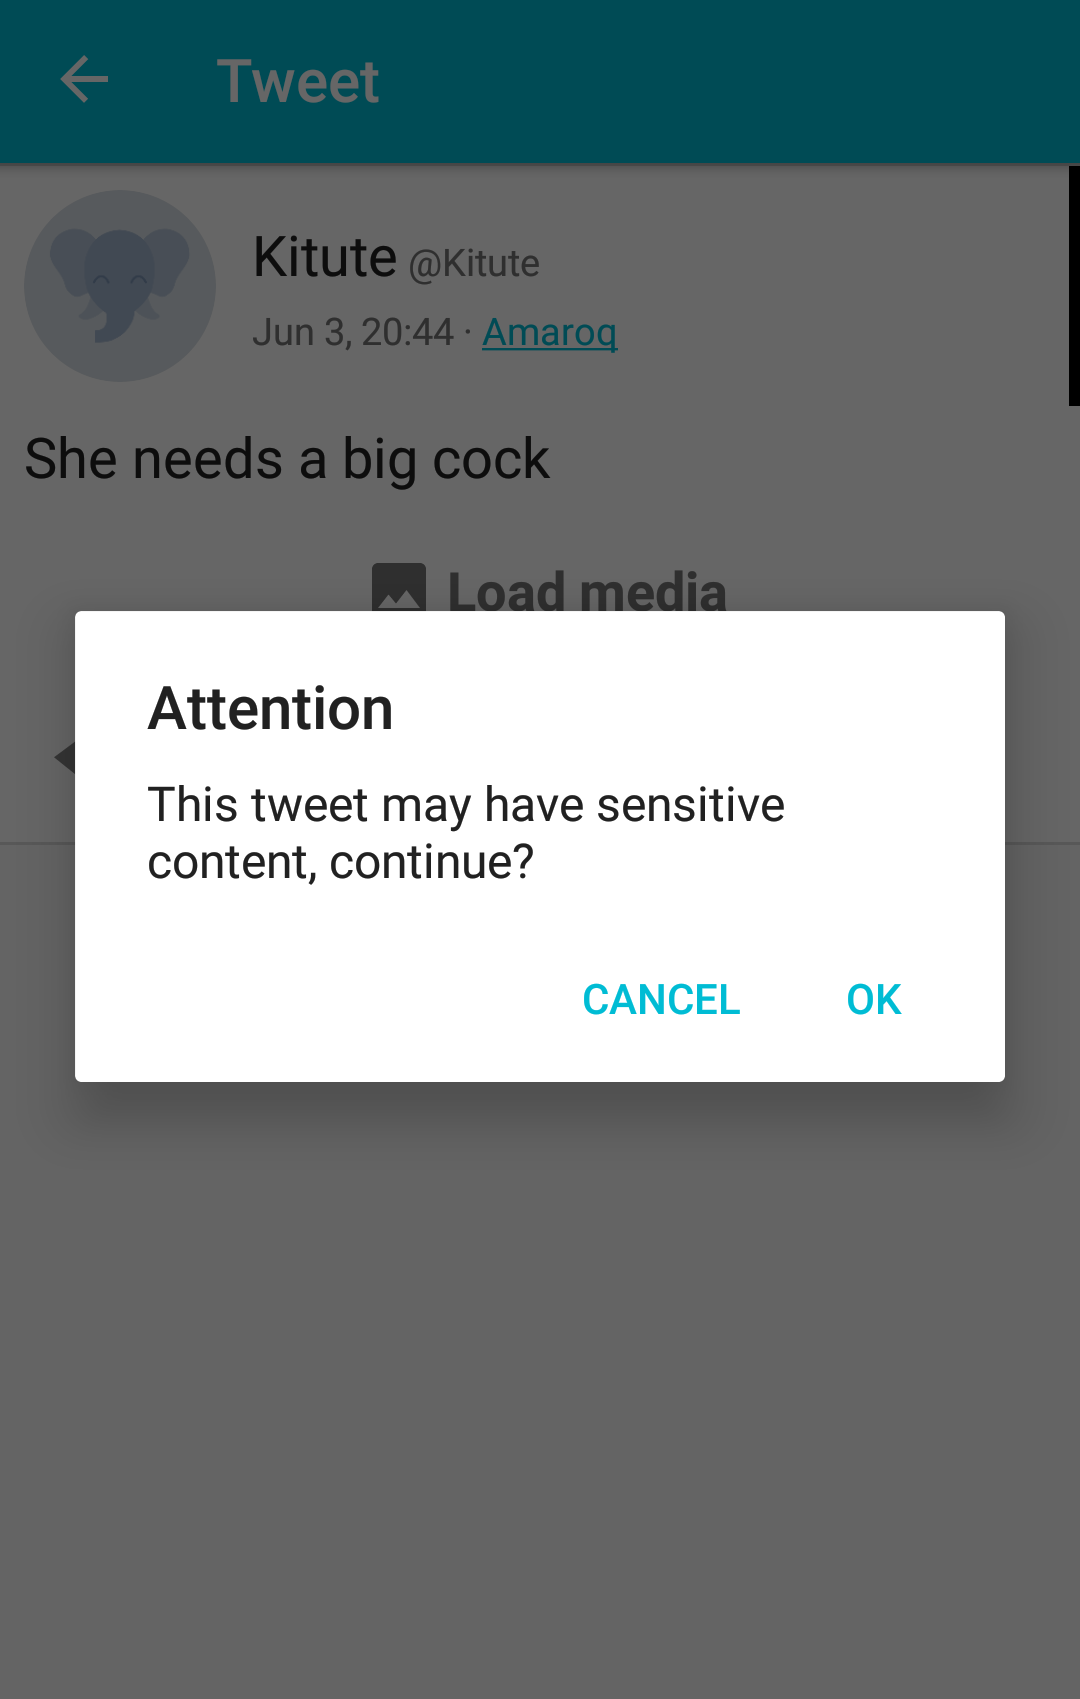 Tweet
Kitute @Kitute
Jun 3, 20:44 · Amaroq
She needs a big cock
Load media
Attention
This tweet may have sensitive
content, continue?
CANCEL OK